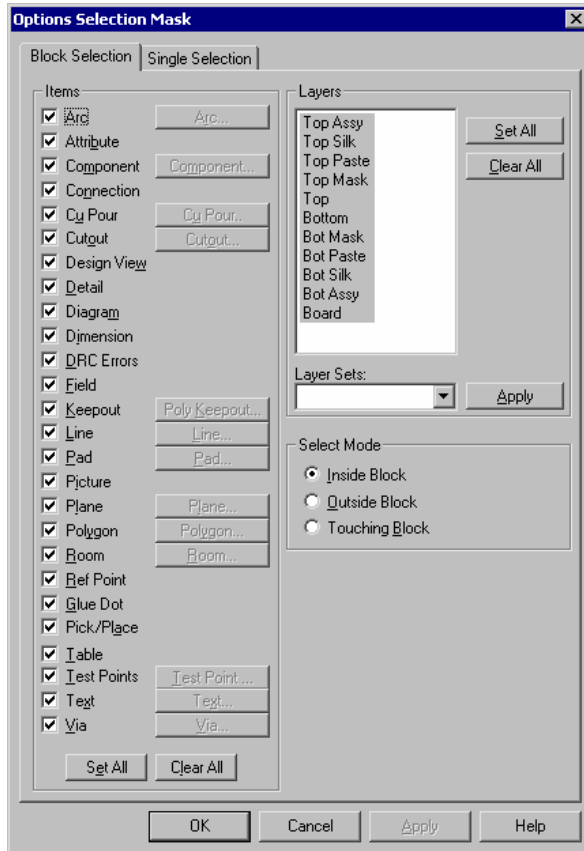 Options Selection Mask
Block Selection
Single Selection
Items
Arc
Arc...
Attribute
Component
Component...
Connection
Cu Pour
Cu Pour..
Cutout
Cutout...
Design View
Detail
Diagram
Dimension
DRC Errors
Field
Keepout
Poly Keepout...
Line
Line...
Pad
Pad...
Picture
Plane
Plane...
Polygon
Polygon...
Room
Room...
Ref Point
Glue Dot
Pick/Place
Table
Test Points
Test Point ...
Text
Text...
Via
Via...
Set All
Clear All
Layers
Top Assy
Top Silk
Top Paste
Top Mask
Top
Bottom
Bot Mask
Bot Paste
Bot Silk
Bot Assy
Board
Set All
Clear All
Layer Sets:
Apply
Select Mode
Inside Block
Outside Block
Touching Block
OK
Cancel
Apply
Help